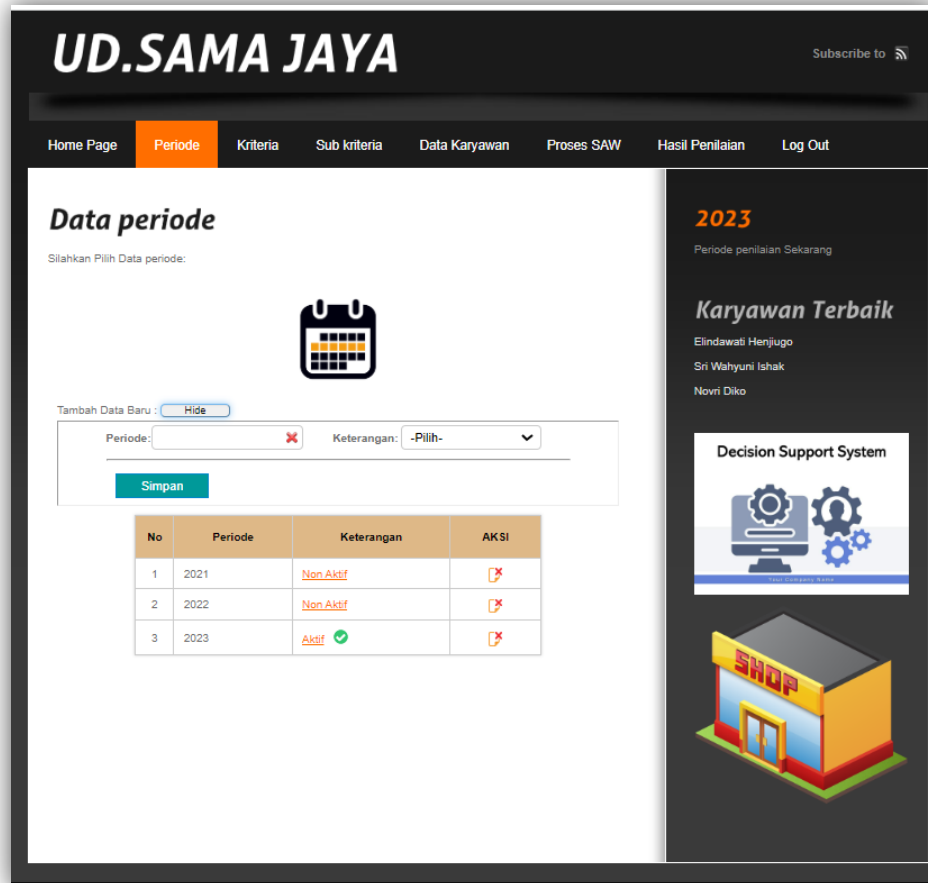 UD.SAMA JAYA
Subscribe to
Home Page Periode Kriteria Sub kriteria Data Karyawan Proses SAW Hasil Penilaian Log Out
Data periode
Silahkan Pilih Data periode:
Tambah Data Baru : Hide
Periode: Keterangan: -Pilih-
Simpan
No Periode Keterangan AKSI
1 2021 Non Aktif
2 2022 Non Aktif
3 2023 Aktif
2023
Periode penilaian Sekarang
Karyawan Terbaik
Elindawati Henjiugo
Sri Wahyuni Ishak
Novri Diko
Decision Support System
Your Company Name
SHOP